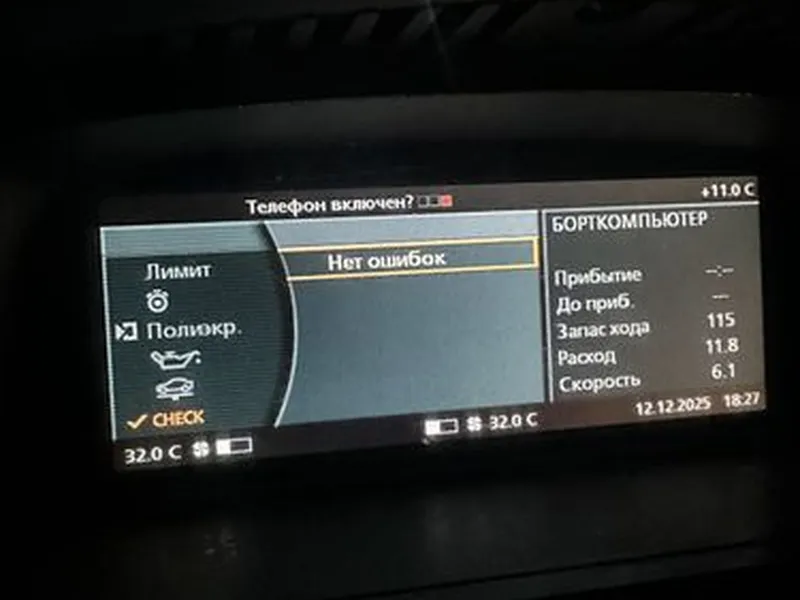 Телефон включен?
+11.0 C
Лимит
Полиэкр.
CHECK
Нет ошибок
БОРТКОМПЬЮТЕР
Прибытие --:--
До приб. ---
Запас хода 115
Расход 11.8
Скорость 6.1
12.12.2025 18:27
32.0 C
32.0 C